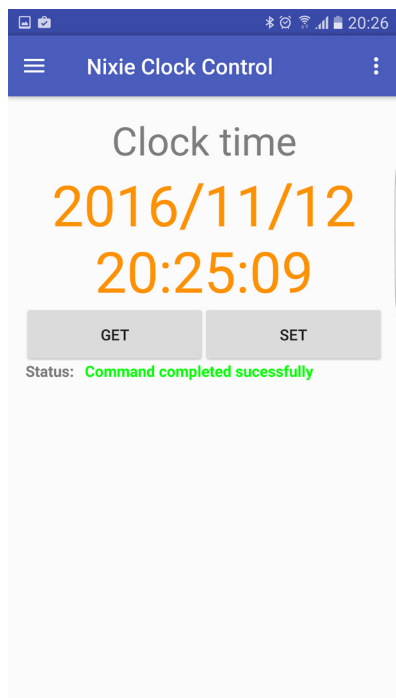 20:26
Nixie Clock Control
Clock time
2016/11/12
20:25:09
GET SET
Status: Command completed sucessfully